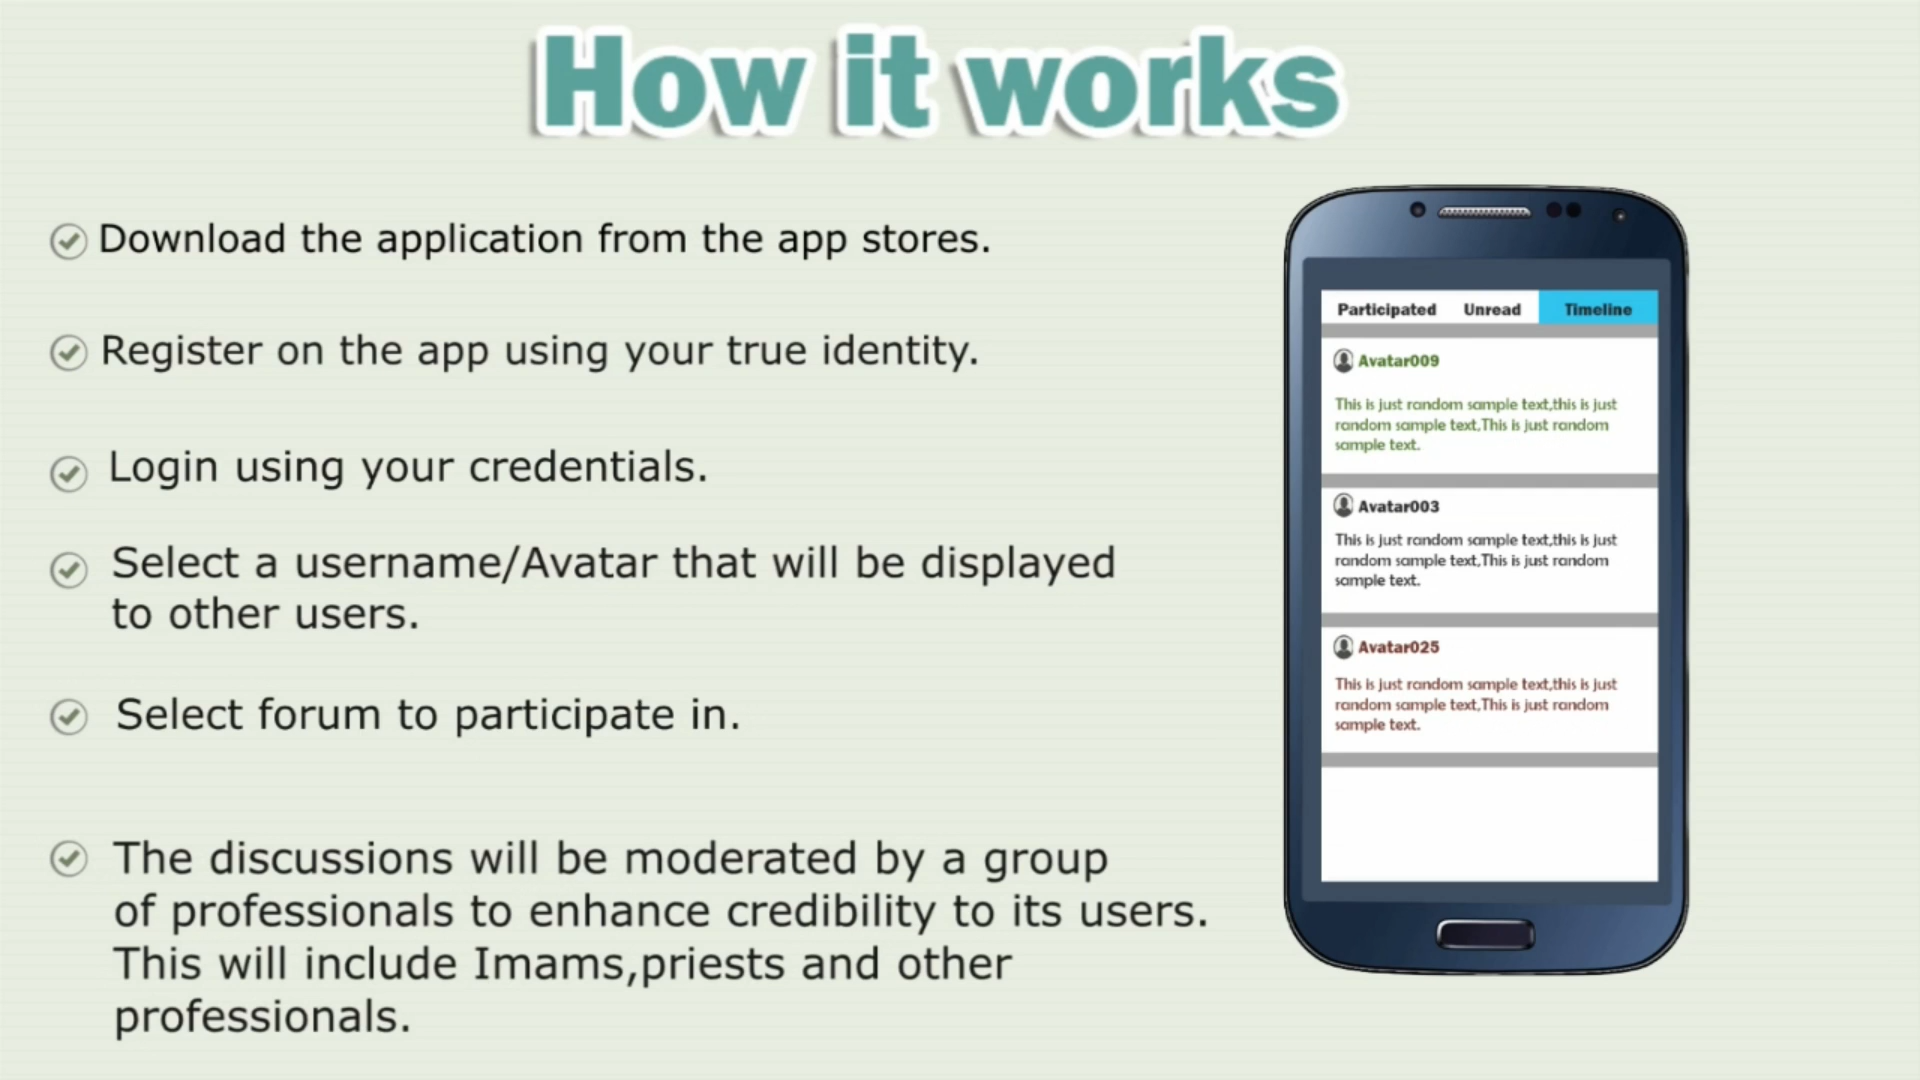 How it works
Download the application from the app stores.
Register on the app using your true identity.
Login using your credentials.
Select a username/Avatar that will be displayed
to other users.
Select forum to participate in.
The discussions will be moderated by a group
of professionals to enhance credibility to its users.
This will include Imams,priests and other
professionals.
Participated Unread Timeline
Avatar009
This is just random sample text,this is just
random sample text,This is just random
sample text.
Avatar003
This is just random sample text,this is just
random sample text,This is just random
sample text.
Avatar025
This is just random sample text,this is just
random sample text,This is just random
sample text.